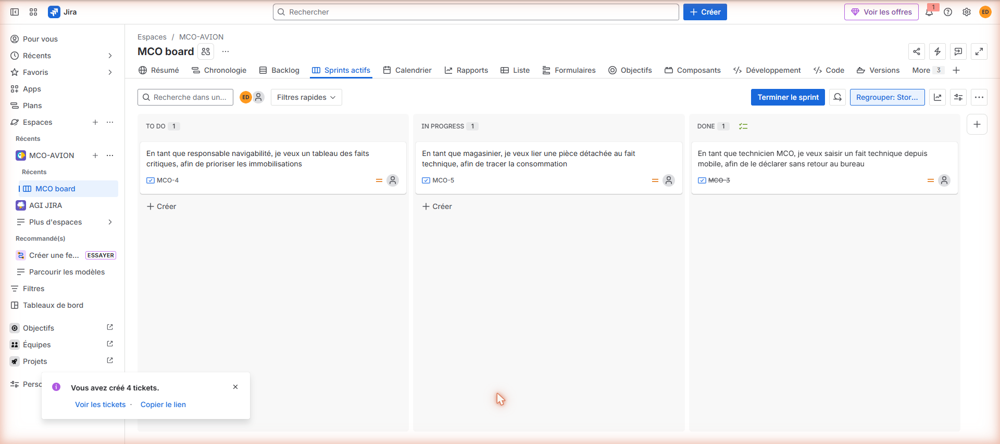 Jira
Rechercher
Créer
Voir les offres
1
ED
Pour vous
Récents
Favoris
Apps
Plans
Espaces
Récents
MCO-AVION
Récents
MCO board
AGI JIRA
Plus d'espaces
Recommandé(s)
Créer une fe... ESSAYER
Parcourir les modèles
Filtres
Tableaux de bord
Objectifs
Équipes
Projets
Perso
Espaces / MCO-AVION
MCO board
Résumé Chronologie Backlog Sprints actifs Calendrier Rapports Liste Formulaires Objectifs Composants Développement Code Versions More 3
Recherche dans un... ED Filtres rapides Terminer le sprint Regrouper: Stor...
TO DO 1
En tant que responsable navigabilité, je veux un tableau des faits
critiques, afin de prioriser les immobilisations
MCO-4
Créer
IN PROGRESS 1
En tant que magasinier, je veux lier une pièce détachée au fait
technique, afin de tracer la consommation
MCO-5
Créer
DONE 1
En tant que technicien MCO, je veux saisir un fait technique depuis
mobile, afin de le déclarer sans retour au bureau
MCO-3
Vous avez créé 4 tickets.
Voir les tickets · Copier le lien